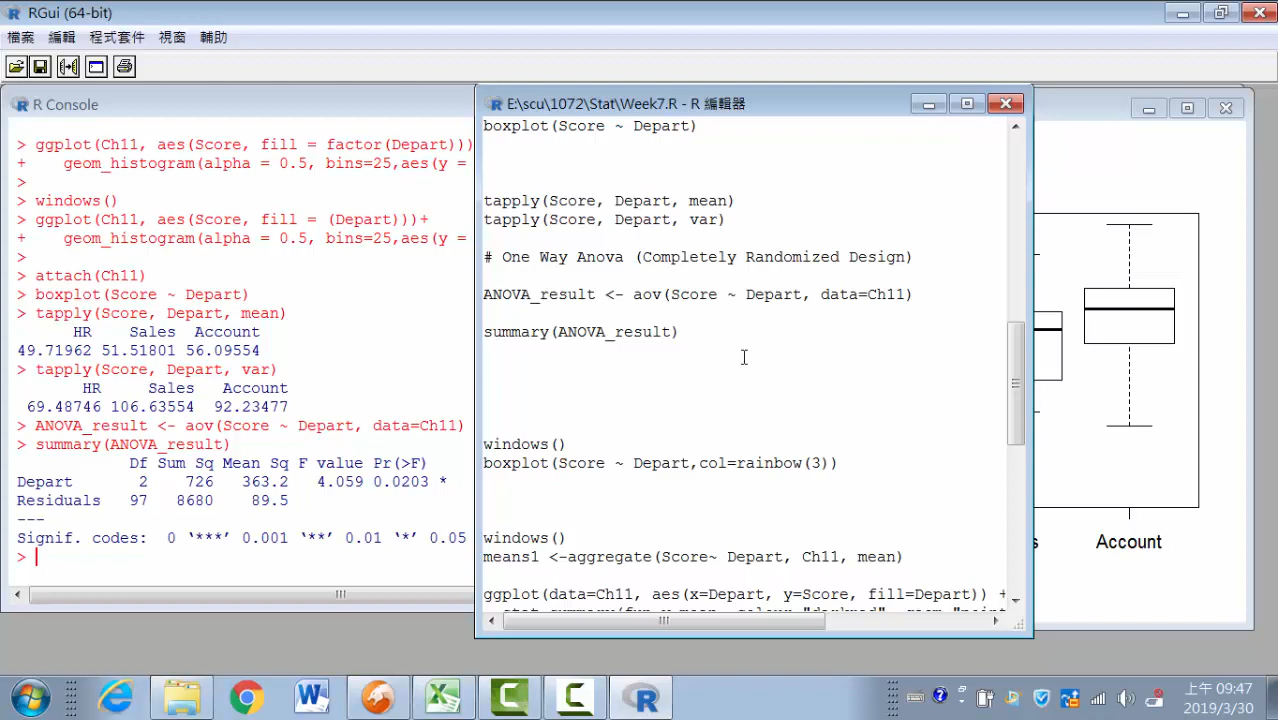 RGui (64-bit)
檔案 編輯 程式套件 視窗 輔助
R Console
> ggplot(Ch11, aes(Score, fill = factor(Depart)))
+    geom_histogram(alpha = 0.5, bins=25,aes(y =
>
> windows()
> ggplot(Ch11, aes(Score, fill = (Depart)))+
+    geom_histogram(alpha = 0.5, bins=25,aes(y =
>
> attach(Ch11)
> boxplot(Score ~ Depart)
> tapply(Score, Depart, mean)
HR Sales Account
49.71962 51.51801 56.09554
> tapply(Score, Depart, var)
HR Sales Account
69.48746 106.63554 92.23477
> ANOVA_result <- aov(Score ~ Depart, data=Ch11)
> summary(ANOVA_result)
Df Sum Sq Mean Sq F value Pr(>F)
Depart 2 726 363.2 4.059 0.0203 *
Residuals 97 8680 89.5
---
Signif. codes: 0 ‘***’ 0.001 ‘**’ 0.01 ‘*’ 0.05
>
E:\scu\1072\Stat\Week7.R - R 編輯器
boxplot(Score ~ Depart)
tapply(Score, Depart, mean)
tapply(Score, Depart, var)
# One Way Anova (Completely Randomized Design)
ANOVA_result <- aov(Score ~ Depart, data=Ch11)
summary(ANOVA_result)
windows()
boxplot(Score ~ Depart,col=rainbow(3))
windows()
means1 <-aggregate(Score~ Depart, Ch11, mean)
ggplot(data=Ch11, aes(x=Depart, y=Score, fill=Depart)) +
Account
上午 09:47
2019/3/30